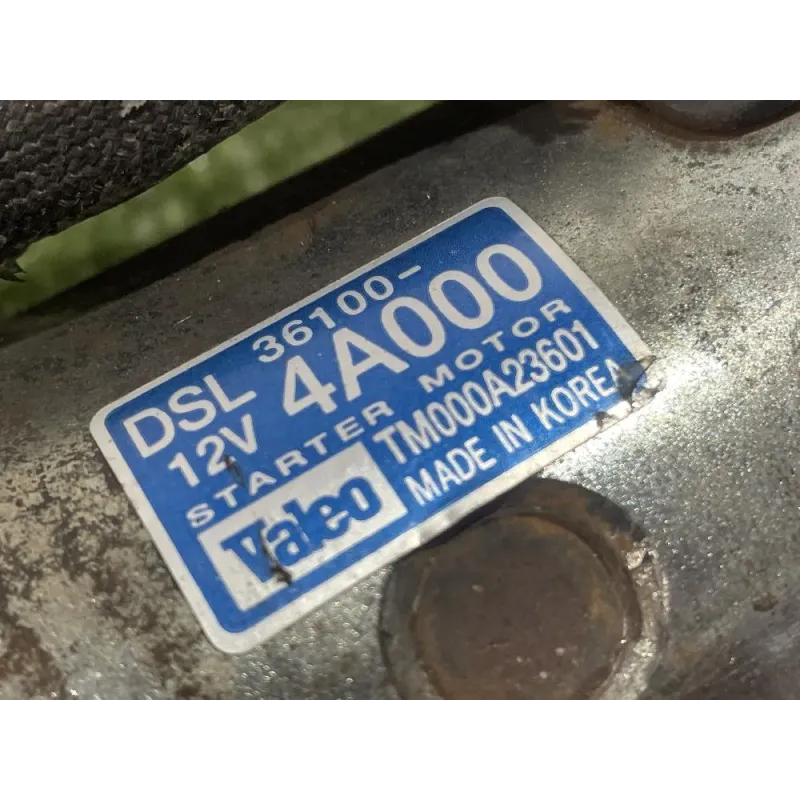 DSL 36100-
12V 4A000
STARTER MOTOR
Valeo TM000A23601
MADE IN KOREA